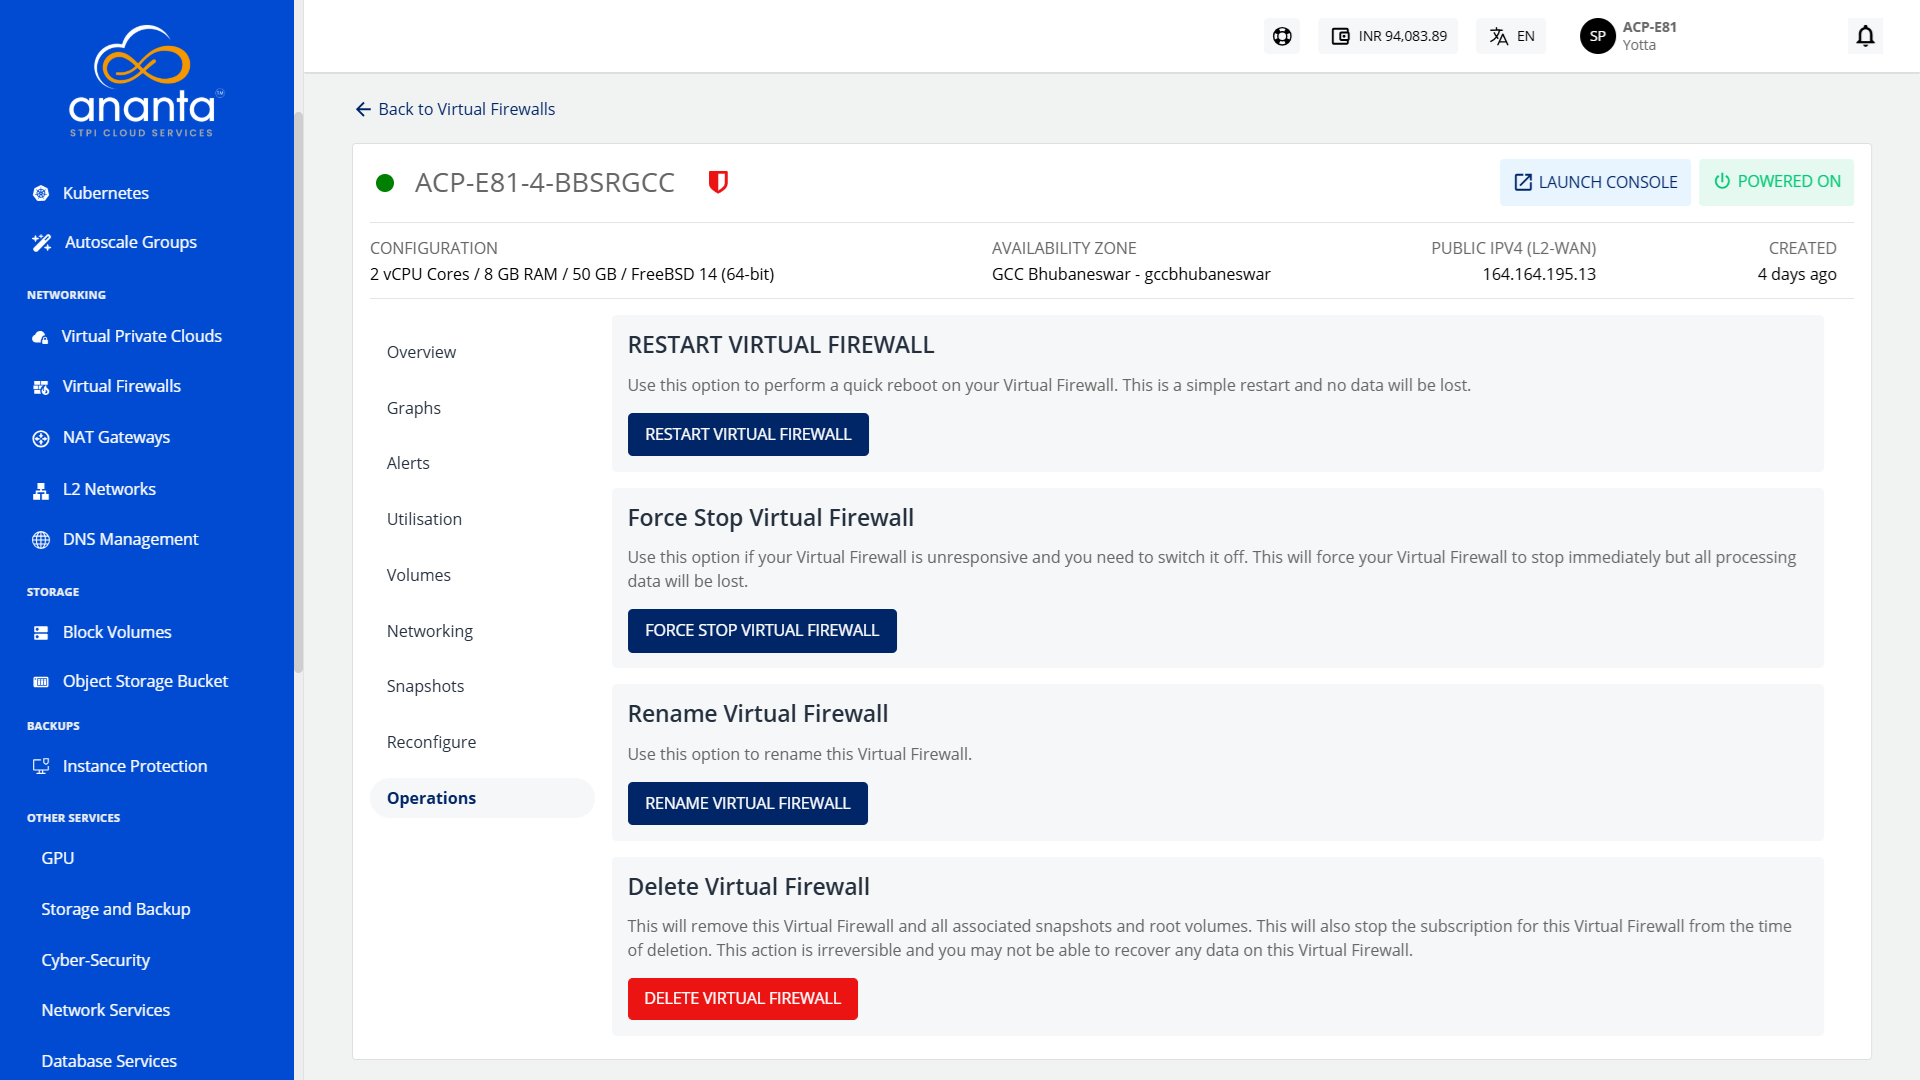 ananta
TM
STPI CLOUD SERVICES
Kubernetes
Autoscale Groups
NETWORKING
Virtual Private Clouds
Virtual Firewalls
NAT Gateways
L2 Networks
DNS Management
STORAGE
Block Volumes
Object Storage Bucket
BACKUPS
Instance Protection
OTHER SERVICES
GPU
Storage and Backup
Cyber-Security
Network Services
Database Services
INR 94,083.89
EN
SP
ACP-E81
Yotta
Back to Virtual Firewalls
ACP-E81-4-BBSRGCC
LAUNCH CONSOLE
POWERED ON
CONFIGURATION
2 vCPU Cores / 8 GB RAM / 50 GB / FreeBSD 14 (64-bit)
AVAILABILITY ZONE
GCC Bhubaneswar - gccbhubaneswar
PUBLIC IPV4 (L2-WAN)
164.164.195.13
CREATED
4 days ago
Overview
Graphs
Alerts
Utilisation
Volumes
Networking
Snapshots
Reconfigure
Operations
RESTART VIRTUAL FIREWALL
Use this option to perform a quick reboot on your Virtual Firewall. This is a simple restart and no data will be lost.
RESTART VIRTUAL FIREWALL
Force Stop Virtual Firewall
Use this option if your Virtual Firewall is unresponsive and you need to switch it off. This will force your Virtual Firewall to stop immediately but all processing
data will be lost.
FORCE STOP VIRTUAL FIREWALL
Rename Virtual Firewall
Use this option to rename this Virtual Firewall.
RENAME VIRTUAL FIREWALL
Delete Virtual Firewall
This will remove this Virtual Firewall and all associated snapshots and root volumes. This will also stop the subscription for this Virtual Firewall from the time
of deletion. This action is irreversible and you may not be able to recover any data on this Virtual Firewall.
DELETE VIRTUAL FIREWALL